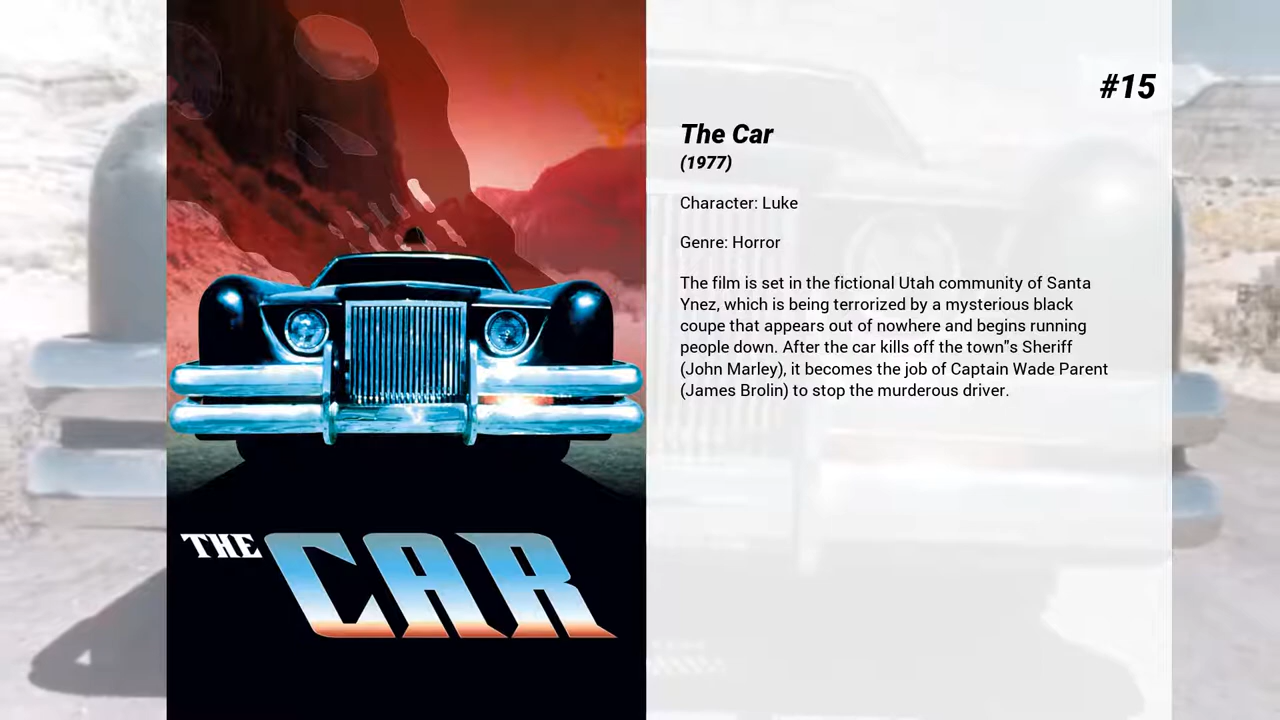 #15
The Car
(1977)
Character: Luke
Genre: Horror
The film is set in the fictional Utah community of Santa
Ynez, which is being terrorized by a mysterious black
coupe that appears out of nowhere and begins running
people down. After the car kills off the town"s Sheriff
(John Marley), it becomes the job of Captain Wade Parent
(James Brolin) to stop the murderous driver.
THE CAR